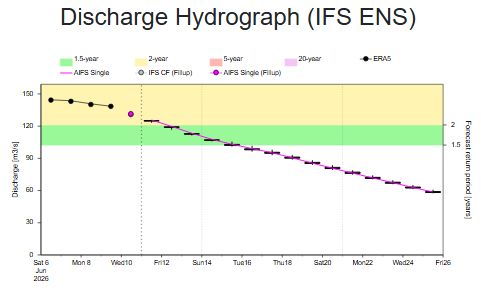 Discharge Hydrograph (IFS ENS)
1.5-year 2-year 5-year 20-year ERA5
AIFS Single IFS CF (Fillup) AIFS Single (Fillup)
150
120
90
60
30
0
Discharge [m3/s]
2
1.5
Forecast return period [years]
Sat 6 Mon 8 Wed10 Fri12 Sun14 Tue16 Thu18 Sat20 Mon22 Wed24 Fri26
Jun
2026